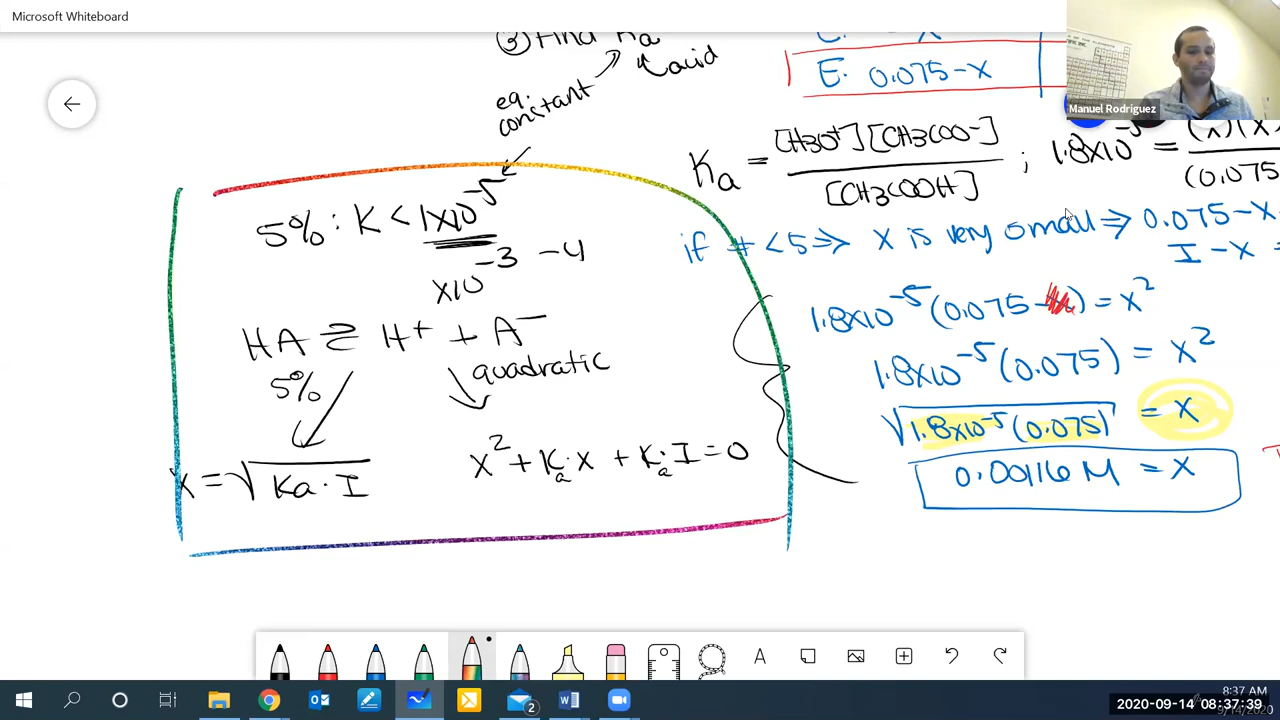 Microsoft Whiteboard
Manuel Rodriguez
acid
eq.
constant
5% : K < 1x10⁻⁵
x10⁻³ -4
HA ⇄ H⁺ + A⁻
5%
quadratic
x = √Ka · I
x² + Ka · x + Ka · I = 0
E. 0.075-x
Ka = [H3O⁺][CH3COO⁻] / [CH3COOH] ; 1.8x10⁻⁵ =
(0.075
if # < 5 ⇒ x is very small ⇒ 0.075-x
I - x =
1.8x10⁻⁵ (0.075 - ) = x²
1.8x10⁻⁵ (0.075) = x²
√1.8x10⁻⁵ (0.075) = x
0.00116 M = x
A
2
8:37 AM
2020-09-14 08:37:39